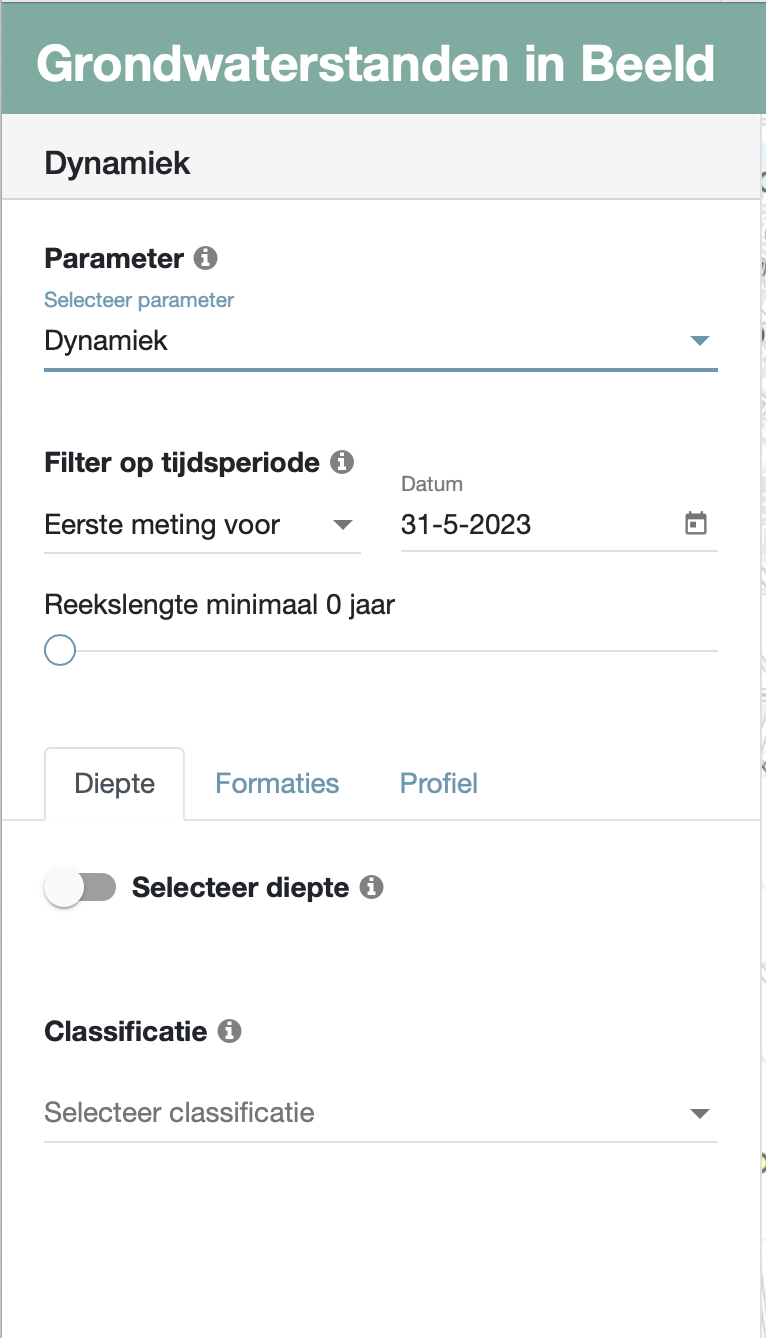 Grondwaterstanden in Beeld
Dynamiek
Parameter
Selecteer parameter
Dynamiek
Filter op tijdsperiode
Datum
Eerste meting voor
31-5-2023
Reekslengte minimaal 0 jaar
Diepte
Formaties
Profiel
Selecteer diepte
Classificatie
Selecteer classificatie